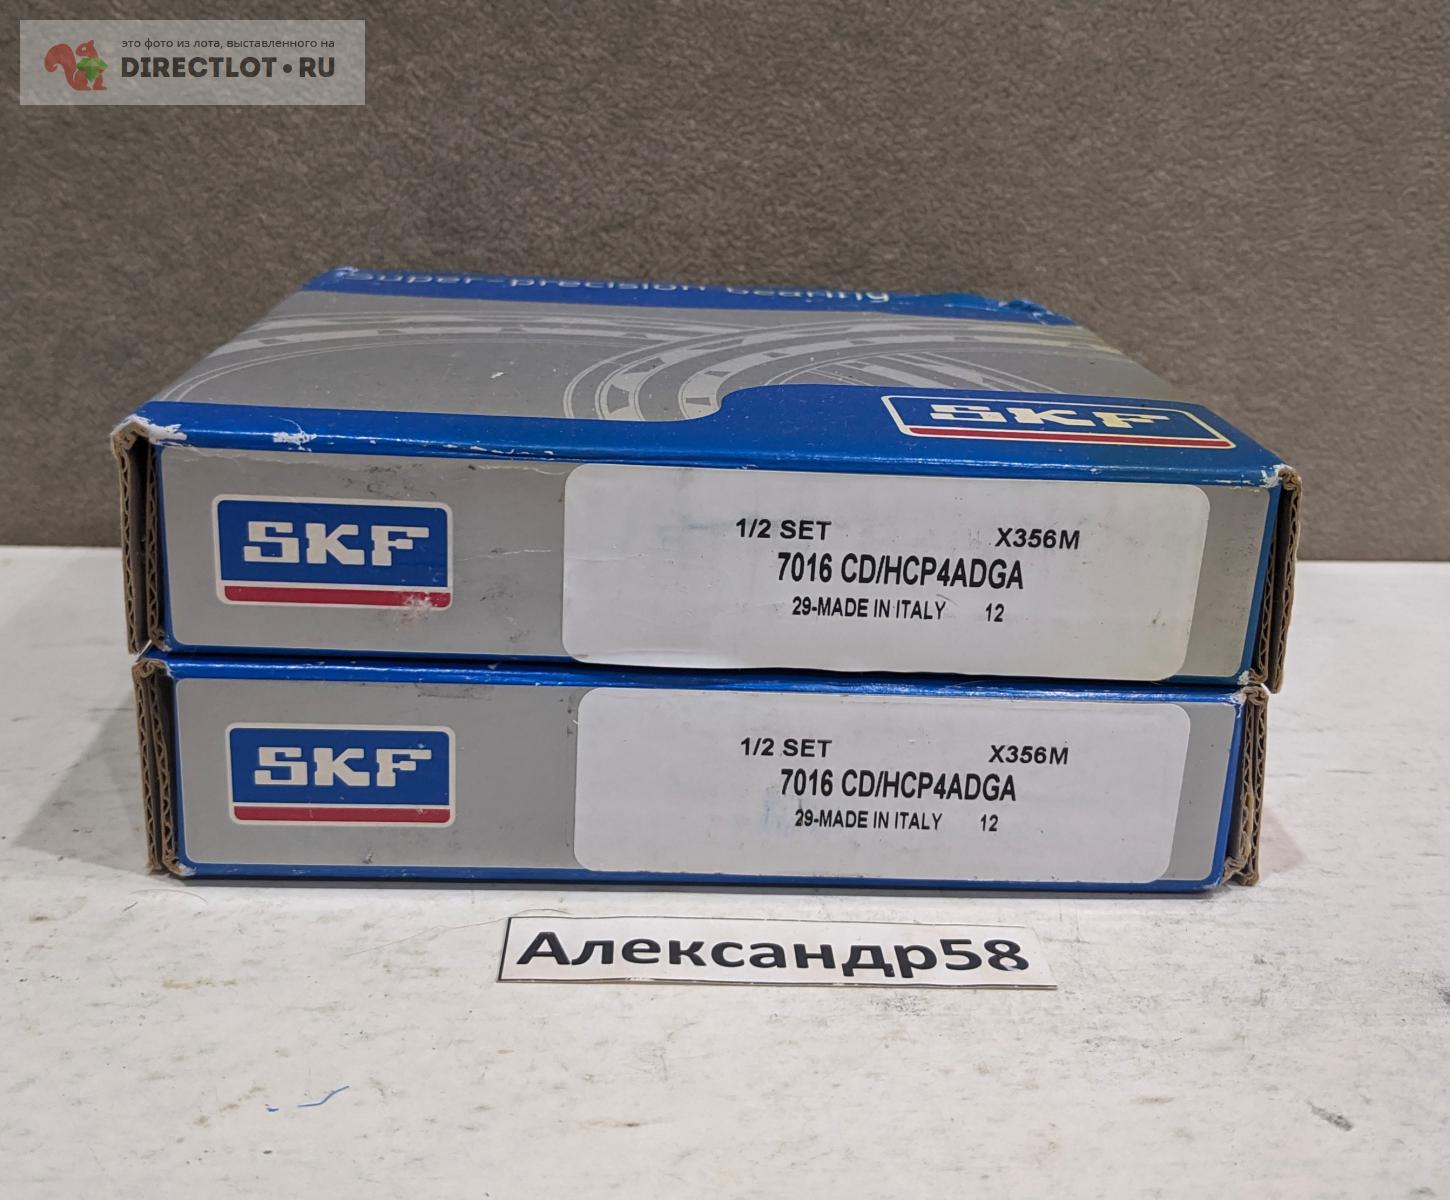 это фото из лота, выставленного на
DIRECTLOT•RU
Super-precision bearing
SKF
SKF
1/2 SET X356M
7016 CD/HCP4ADGA
29-MADE IN ITALY 12
SKF
1/2 SET X356M
7016 CD/HCP4ADGA
29-MADE IN ITALY 12
Александр58